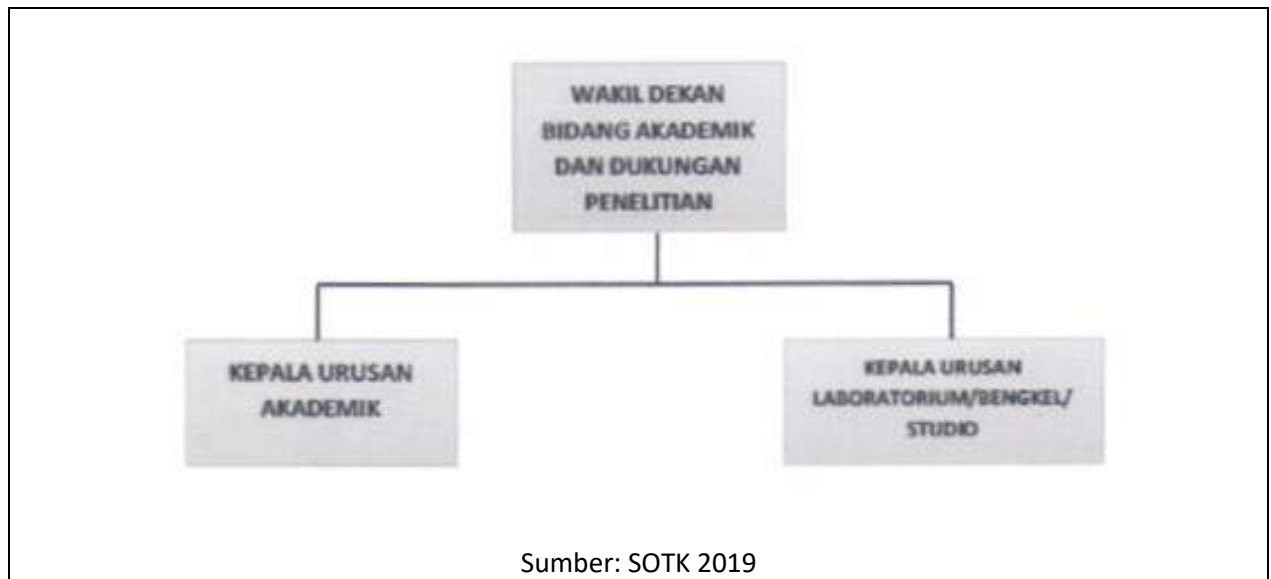 WAKIL DEKAN
BIDANG AKADEMIK
DAN DUKUNGAN
PENELITIAN
KEPALA URUSAN
AKADEMIK
KEPALA URUSAN
LABORATORIUM/BENGKEL/
STUDIO
Sumber: SOTK 2019